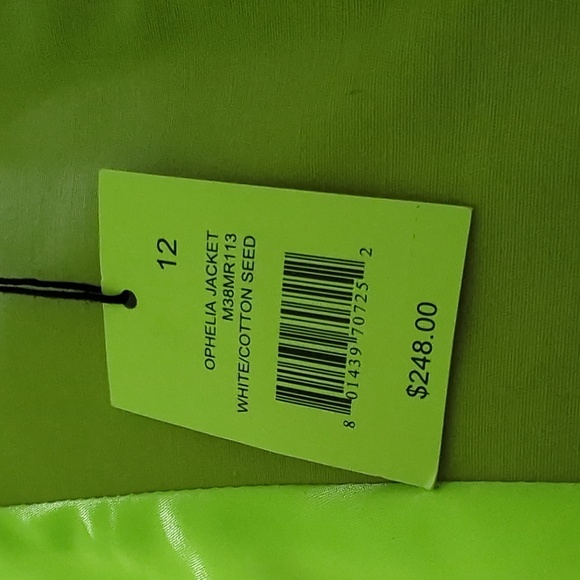 12
OPHELIA JACKET
M38MR113
WHITE/COTTON SEED
8 01439 70725 2
$248.00